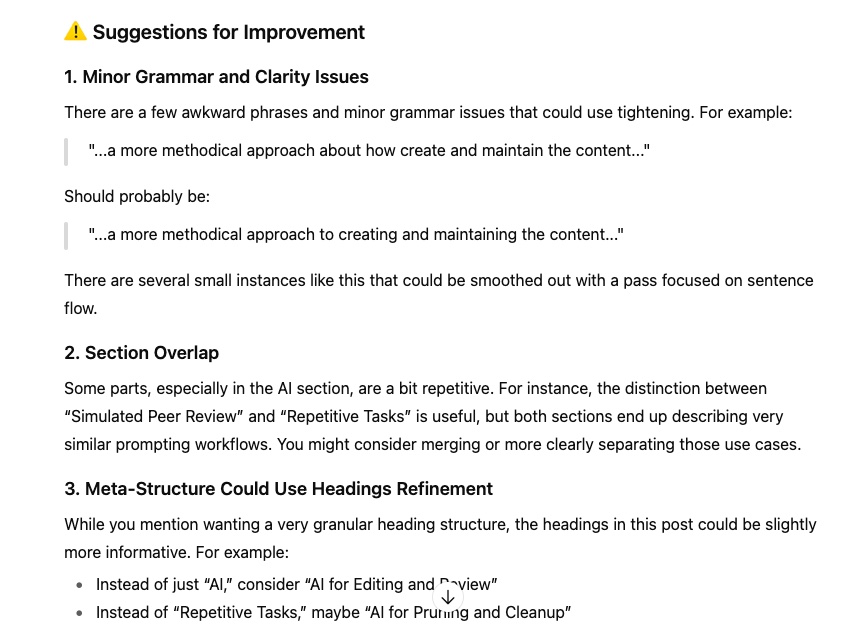 ⚠️ Suggestions for Improvement
1. Minor Grammar and Clarity Issues
There are a few awkward phrases and minor grammar issues that could use tightening. For example:
"...a more methodical approach about how create and maintain the content..."
Should probably be:
"...a more methodical approach to creating and maintaining the content..."
There are several small instances like this that could be smoothed out with a pass focused on sentence
flow.
2. Section Overlap
Some parts, especially in the AI section, are a bit repetitive. For instance, the distinction between
“Simulated Peer Review” and “Repetitive Tasks” is useful, but both sections end up describing very
similar prompting workflows. You might consider merging or more clearly separating those use cases.
3. Meta-Structure Could Use Headings Refinement
While you mention wanting a very granular heading structure, the headings in this post could be slightly
more informative. For example:
• Instead of just “AI,” consider “AI for Editing and Review”
• Instead of “Repetitive Tasks,” maybe “AI for Pruning and Cleanup”